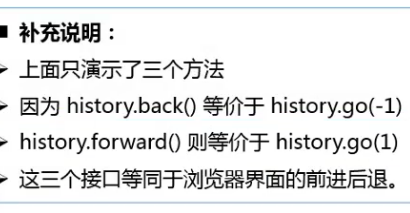 ■ 补充说明：
➢ 上面只演示了三个方法
➢ 因为 history.back() 等价于 history.go(-1)
➢ history.forward() 则等价于 history.go(1)
➢ 这三个接口等同于浏览器界面的前进后退。